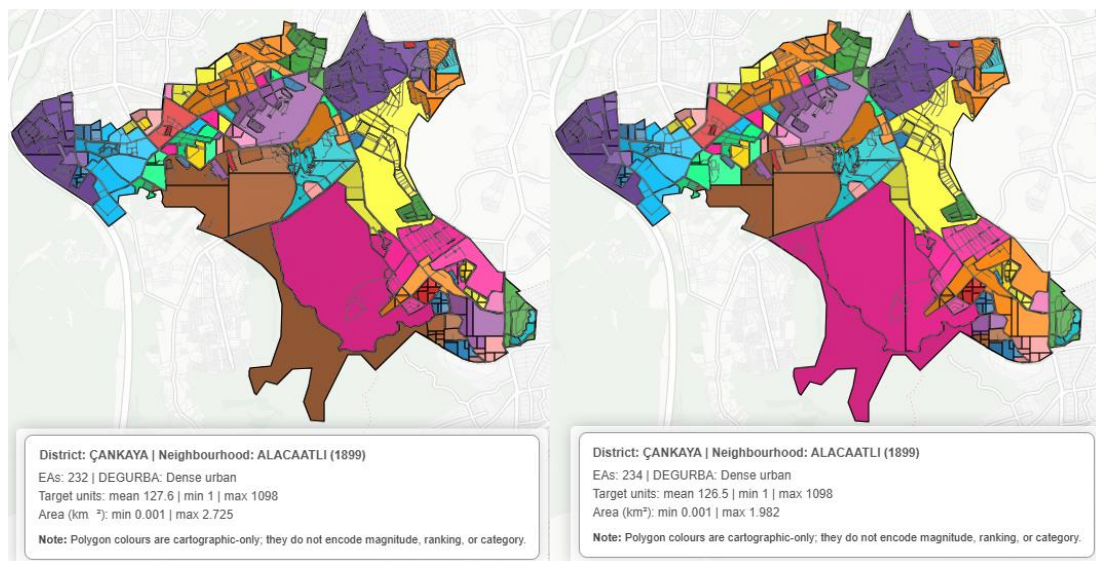 District: ÇANKAYA | Neighbourhood: ALACAATLI (1899)
EAs: 232 | DEGURBA: Dense urban
Target units: mean 127.6 | min 1 | max 1098
Area (km ²): min 0.001 | max 2.725
Note: Polygon colours are cartographic-only; they do not encode magnitude, ranking, or category.
District: ÇANKAYA | Neighbourhood: ALACAATLI (1899)
EAs: 234 | DEGURBA: Dense urban
Target units: mean 126.5 | min 1 | max 1098
Area (km²): min 0.001 | max 1.982
Note: Polygon colours are cartographic-only; they do not encode magnitude, ranking, or category.